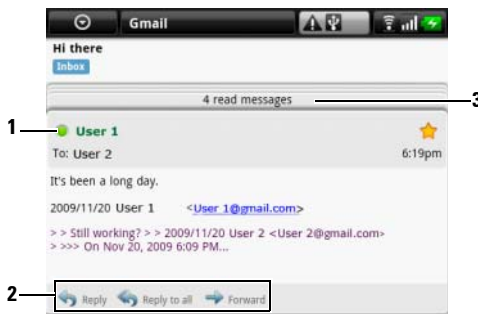 Gmail
Hi there
Inbox
4 read messages
3
1
User 1
To: User 2
6:19pm
It's been a long day.
2009/11/20 User 1 <User 1@gmail.com>
> > Still working? > > 2009/11/20 User 2 <User 2@gmail.com>
> >>> On Nov 20, 2009 6:09 PM...
2
Reply Reply to all Forward